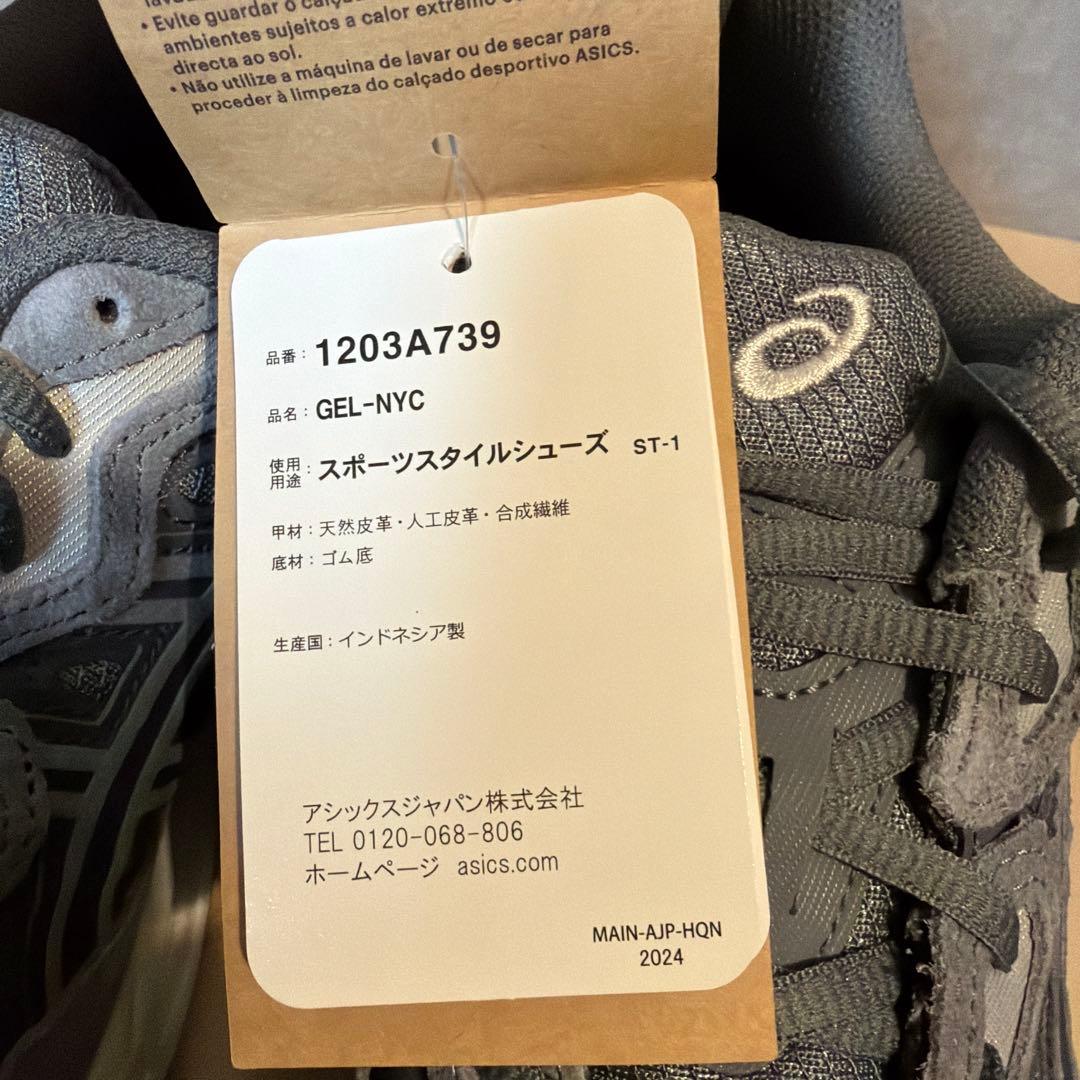 • Evite guardar o
ambientes sujeitos a calor extremo
directa ao sol.
• Não utilize a máquina de lavar ou de secar para
proceder à limpeza do calçado desportivo ASICS.
品番：1203A739
品名：GEL-NYC
使用用途：スポーツスタイルシューズ ST-1
甲材：天然皮革・人工皮革・合成繊維
底材：ゴム底
生産国：インドネシア製
アシックスジャパン株式会社
TEL 0120-068-806
ホームページ asics.com
MAIN-AJP-HQN
2024